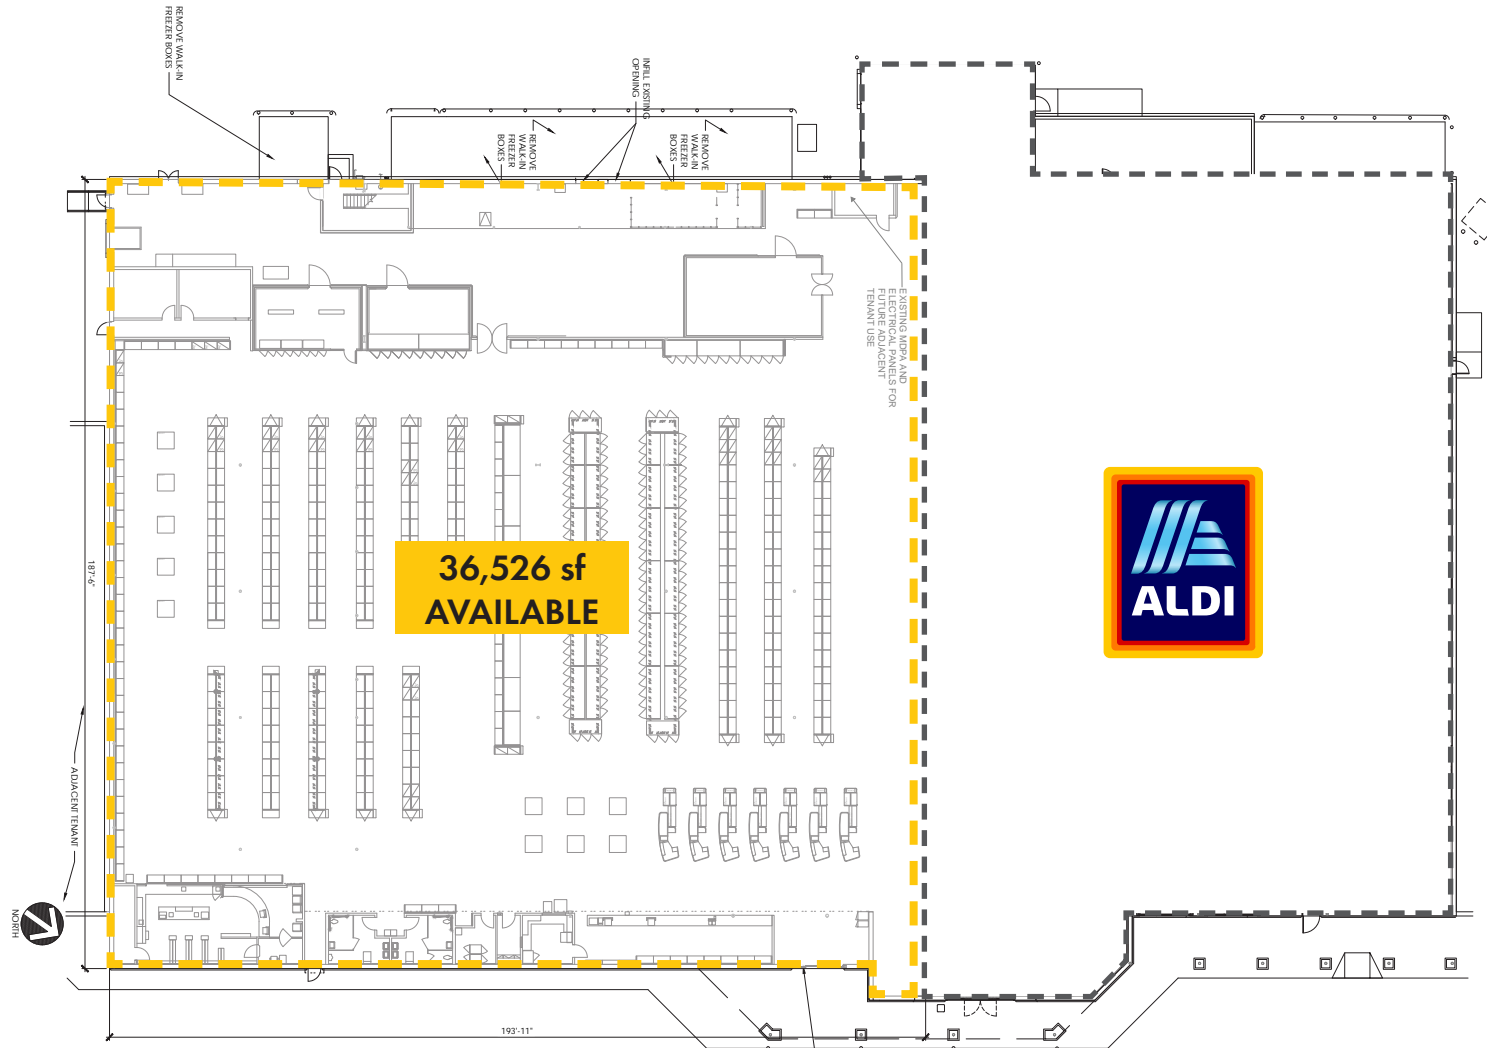 REMOVE WALK-IN
FREEZER BOXES
INFILL EXISTING
OPENING
REMOVE
WALK-IN
FREEZER
BOXES
REMOVE
WALK-IN
FREEZER
BOXES
EXISTING MDPA AND
ELECTRICAL PANELS FOR
FUTURE ADJACENT
TENANT USE
36,526 sf
AVAILABLE
ALDI
187'-6"
ADJACENT TENANT
NORTH
193'-11"